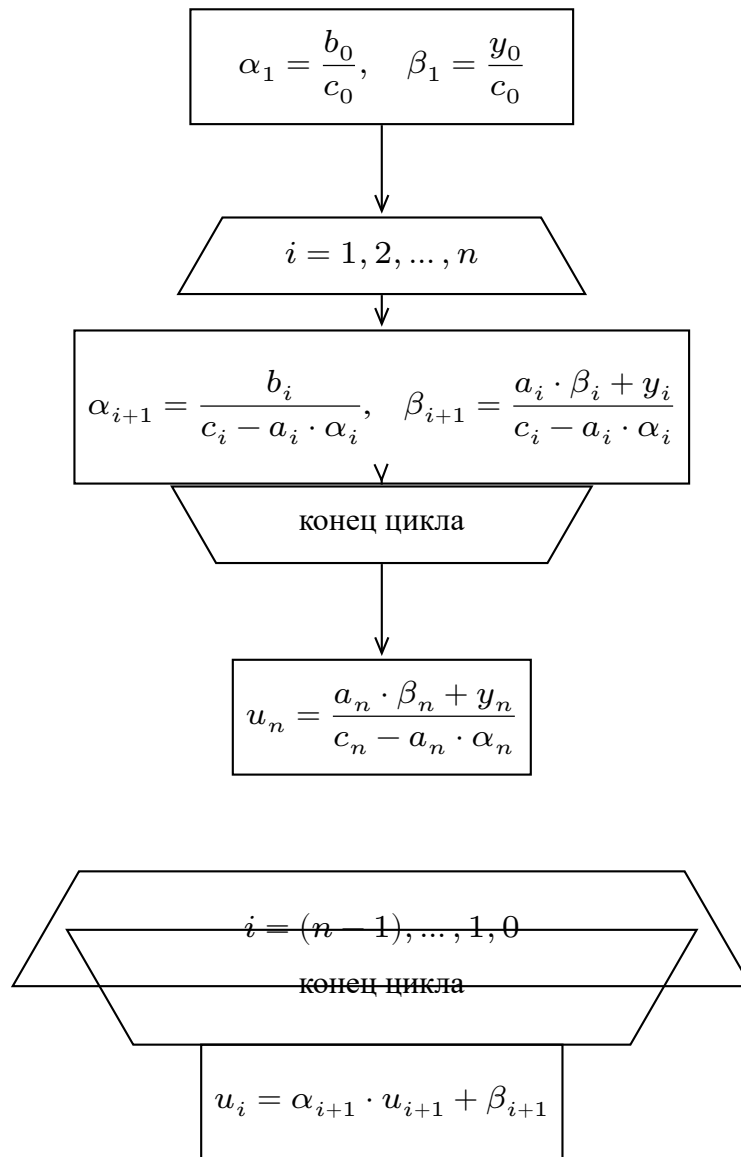 α₁ = b₀/c₀, β₁ = y₀/c₀
i = 1, 2, ... , n
αᵢ₊₁ = bᵢ/(cᵢ − aᵢ · αᵢ), βᵢ₊₁ = (aᵢ · βᵢ + yᵢ)/(cᵢ − aᵢ · αᵢ)
конец цикла
uₙ = (aₙ · βₙ + yₙ)/(cₙ − aₙ · αₙ)
i = (n − 1), ... , 1, 0
конец цикла
uᵢ = αᵢ₊₁ · uᵢ₊₁ + βᵢ₊₁